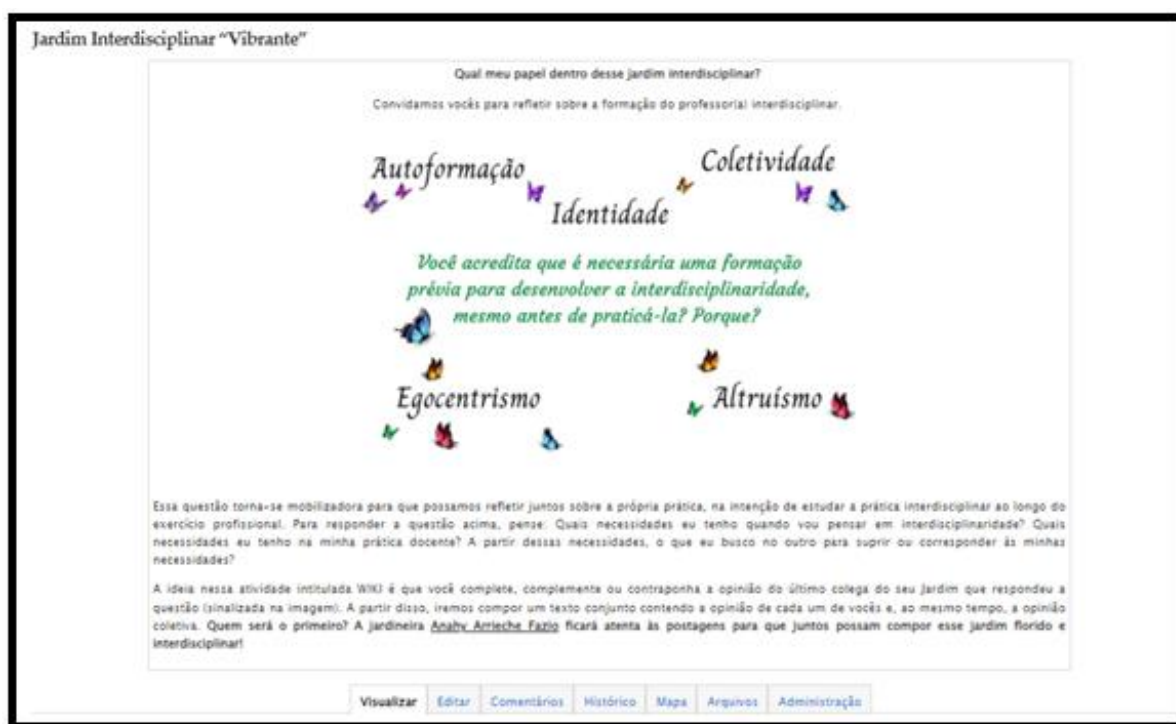 Jardim Interdisciplinar “Vibrante”
Qual meu papel dentro desse jardim interdisciplinar?
Convidamos vocês para refletir sobre a formação do professor(a) interdisciplinar.
Autoformação
Coletividade
Identidade
Você acredita que é necessária uma formação
prévia para desenvolver a interdisciplinaridade,
mesmo antes de praticá-la? Porque?
Egocentrismo
Altruísmo
Essa questão torna-se mobilizadora para que possamos refletir juntos sobre a própria prática, na intenção de estudar a prática interdisciplinar ao longo do
exercício profissional. Para responder a questão acima, pense: Quais necessidades eu tenho quando vou pensar em interdisciplinaridade? Quais
necessidades eu tenho na minha prática docente? A partir dessas necessidades, o que eu busco no outro para suprir ou corresponder às minhas
necessidades?
A ideia nessa atividade intitulada WIKI é que você complete, complemente ou contraponha a opinião do último colega do seu Jardim que respondeu a
questão (sinalizada na imagem). A partir disso, iremos compor um texto conjunto contendo a opinião de cada um de vocês e, ao mesmo tempo, a opinião
coletiva. Quem será o primeiro? A jardineira Anahy Arrieche Fazio ficará atenta às postagens para que juntos possam compor esse jardim florido e
interdisciplinar!
Visualizar Editar Comentários Histórico Mapa Arquivos Administração